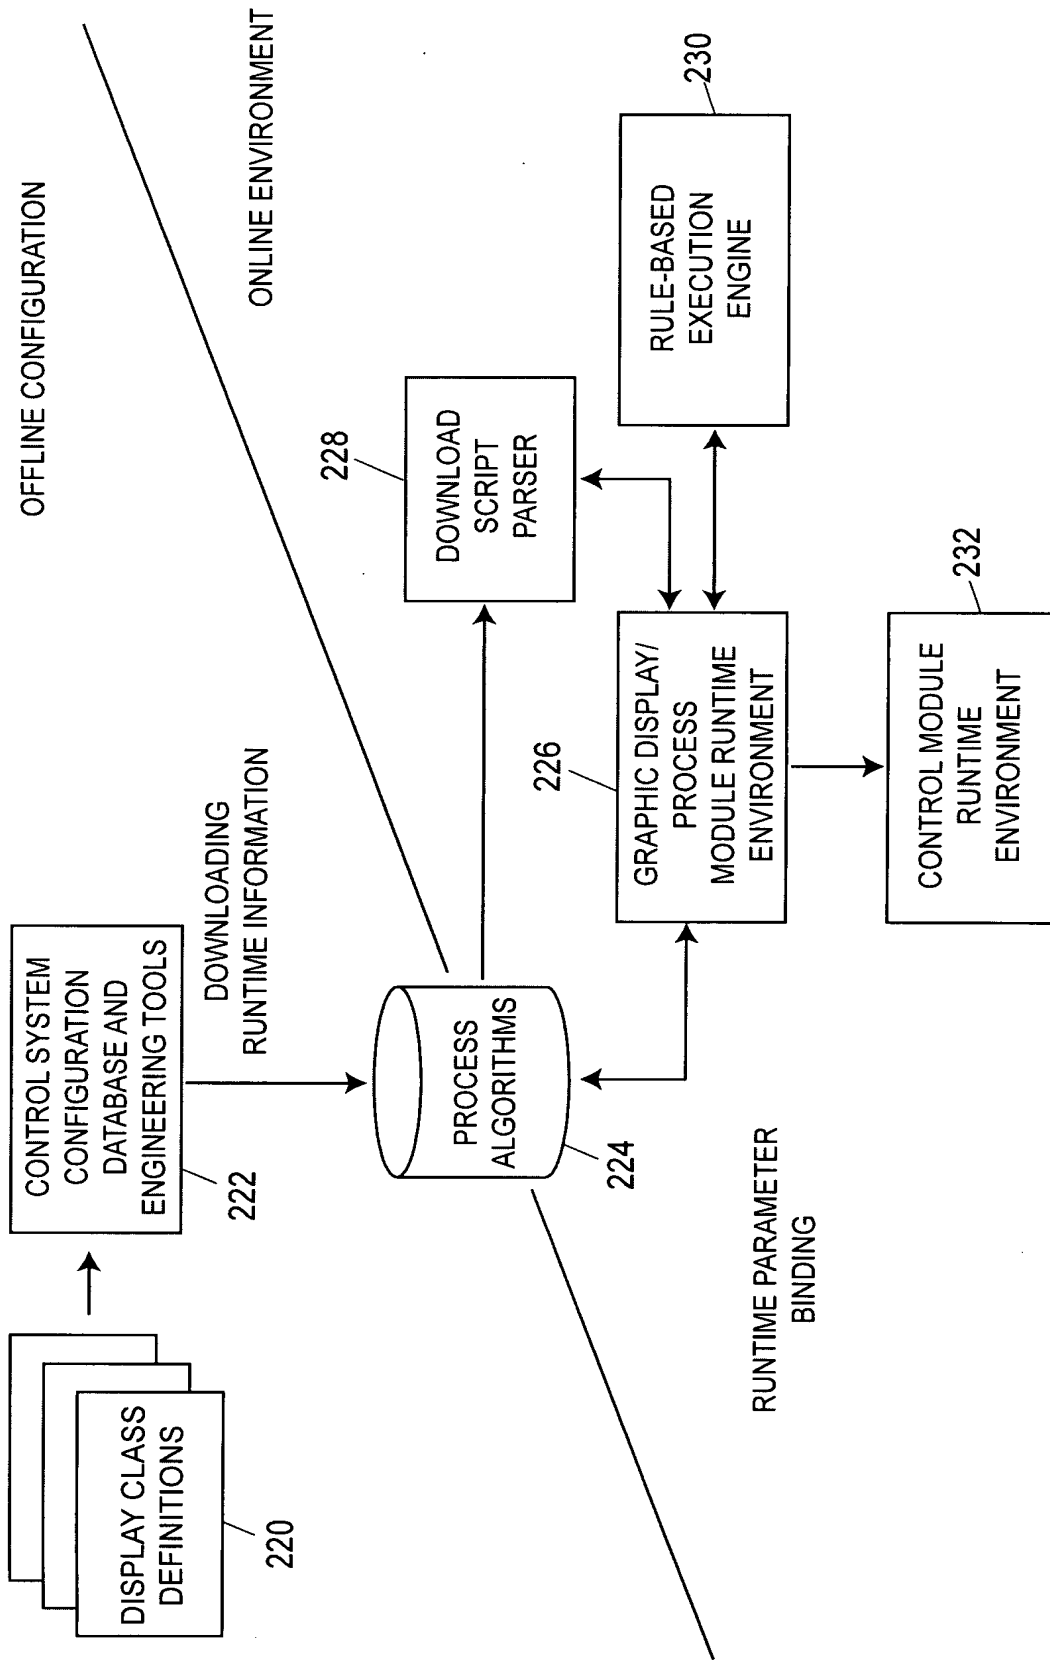 OFFLINE CONFIGURATION
ONLINE ENVIRONMENT
DISPLAY CLASS
DEFINITIONS
220
CONTROL SYSTEM
CONFIGURATION
DATABASE AND
ENGINEERING TOOLS
222
DOWNLOADING
RUNTIME INFORMATION
PROCESS
ALGORITHMS
224
RUNTIME PARAMETER
BINDING
228
DOWNLOAD
SCRIPT
PARSER
226
GRAPHIC DISPLAY/
PROCESS
MODULE RUNTIME
ENVIRONMENT
230
RULE-BASED
EXECUTION
ENGINE
232
CONTROL MODULE
RUNTIME
ENVIRONMENT